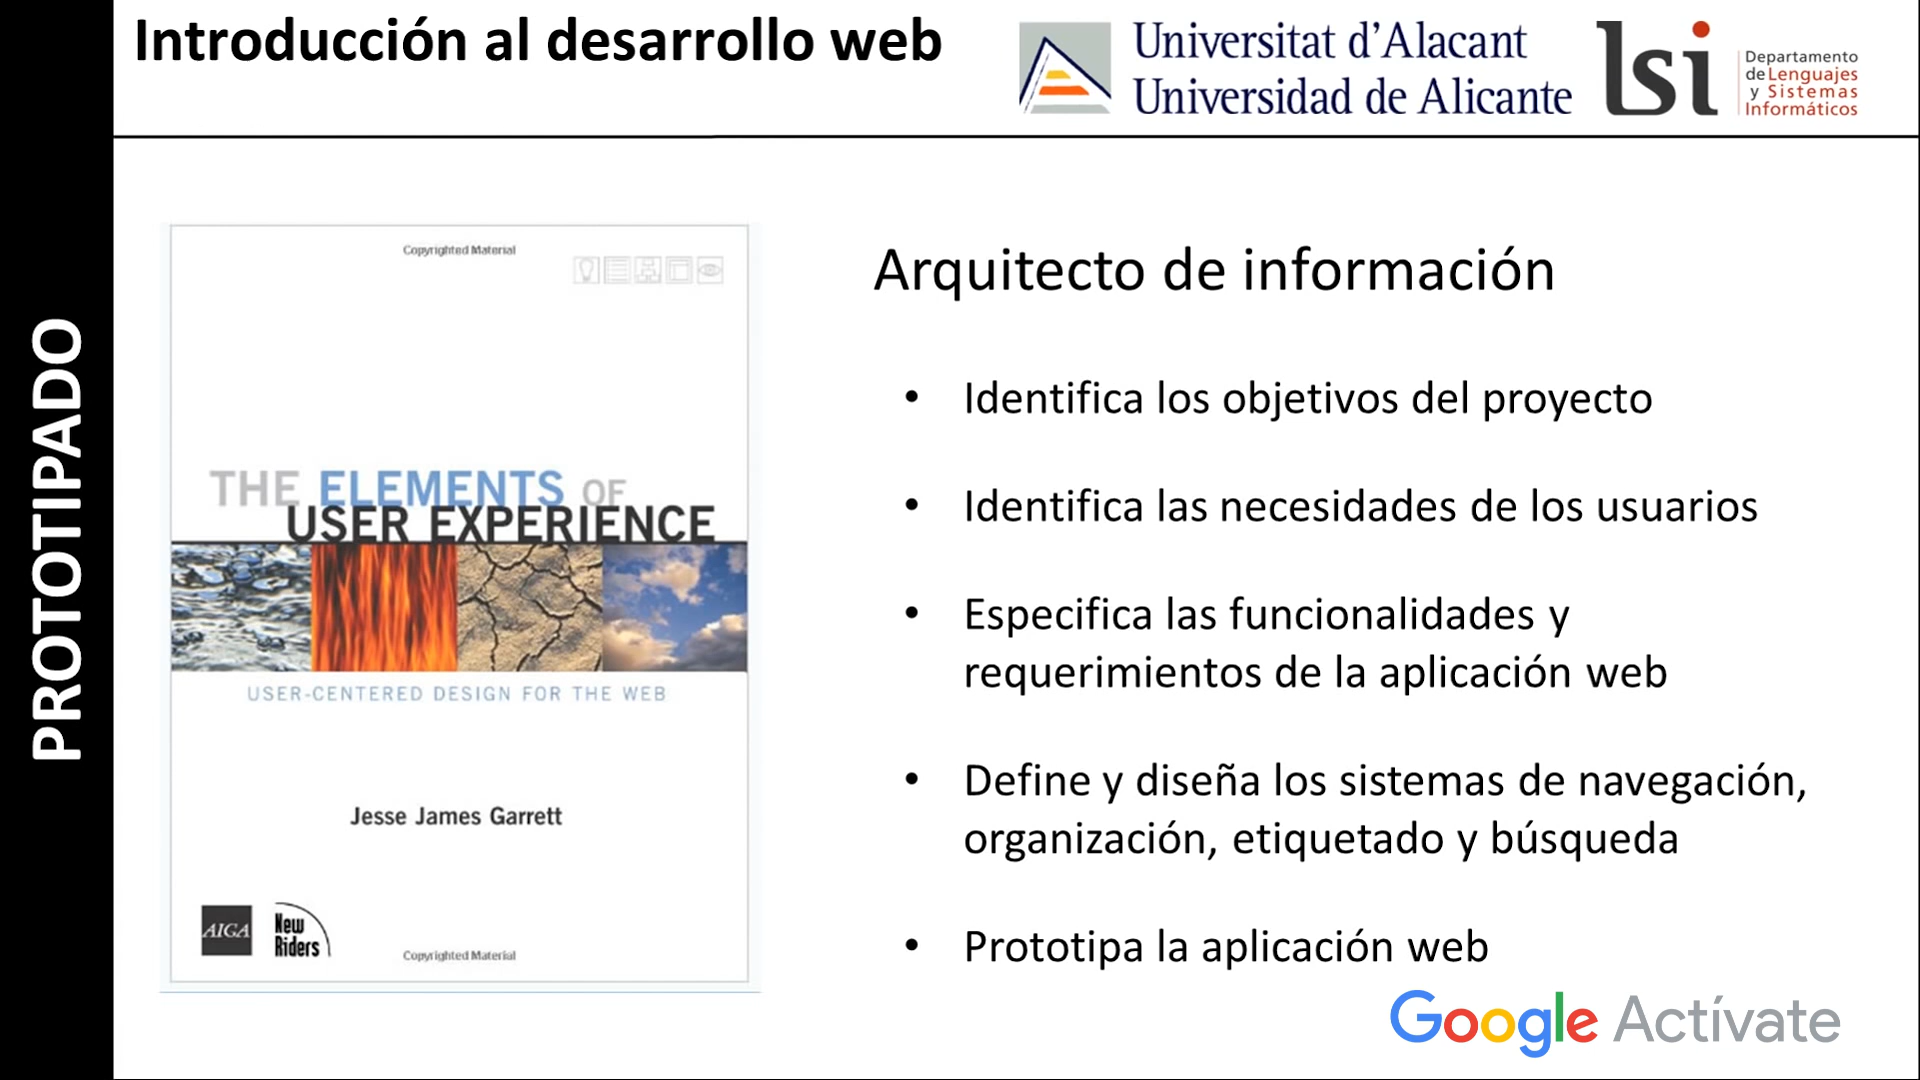 Introducción al desarrollo web
Universitat d'Alacant
Universidad de Alicante
lsi
Departamento
de Lenguajes
y Sistemas
Informáticos
PROTOTIPADO
Copyrighted Material
THE ELEMENTS OF
USER EXPERIENCE
USER-CENTERED DESIGN FOR THE WEB
Jesse James Garrett
AIGA
New
Riders
Copyrighted Material
Arquitecto de información
• Identifica los objetivos del proyecto
• Identifica las necesidades de los usuarios
• Especifica las funcionalidades y
requerimientos de la aplicación web
• Define y diseña los sistemas de navegación,
organización, etiquetado y búsqueda
• Prototipa la aplicación web
Google Actívate